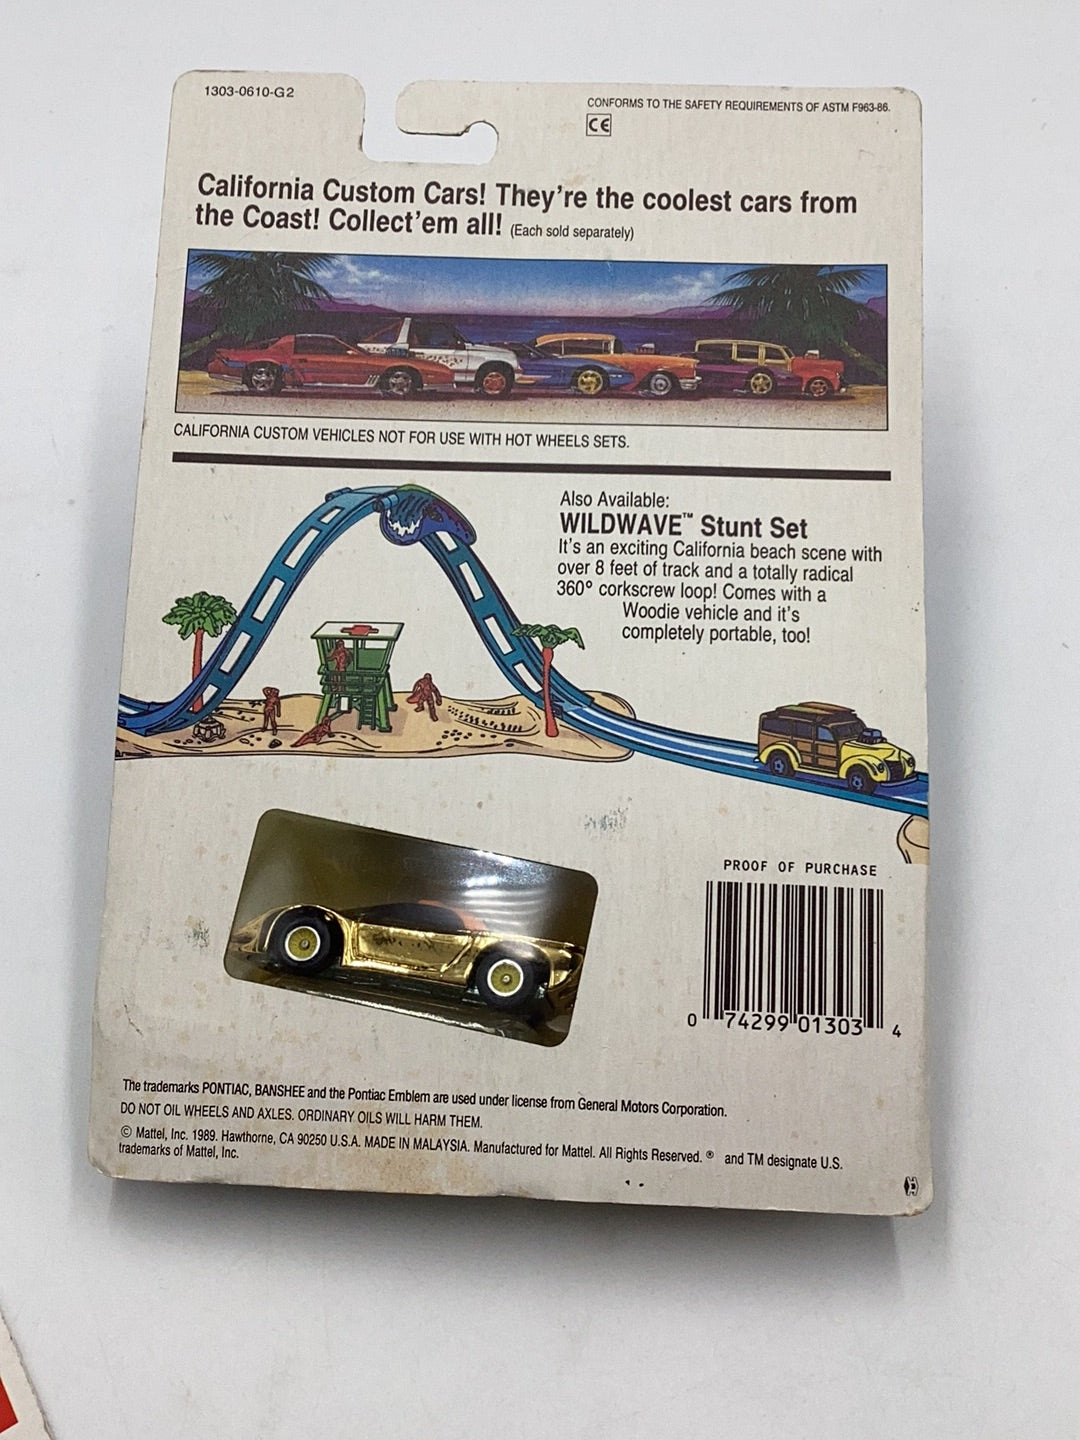 1303-0610-G2
CONFORMS TO THE SAFETY REQUIREMENTS OF ASTM F963-86.
CE
California Custom Cars! They're the coolest cars from
the Coast! Collect'em all! (Each sold separately)
CALIFORNIA CUSTOM VEHICLES NOT FOR USE WITH HOT WHEELS SETS.
Also Available:
WILDWAVE™ Stunt Set
It's an exciting California beach scene with
over 8 feet of track and a totally radical
360° corkscrew loop! Comes with a
Woodie vehicle and it's
completely portable, too!
PROOF OF PURCHASE
0 74299 01303 4
The trademarks PONTIAC, BANSHEE and the Pontiac Emblem are used under license from General Motors Corporation.
DO NOT OIL WHEELS AND AXLES. ORDINARY OILS WILL HARM THEM.
© Mattel, Inc. 1989. Hawthorne, CA 90250 U.S.A. MADE IN MALAYSIA. Manufactured for Mattel. All Rights Reserved. ® and TM designate U.S.
trademarks of Mattel, Inc.